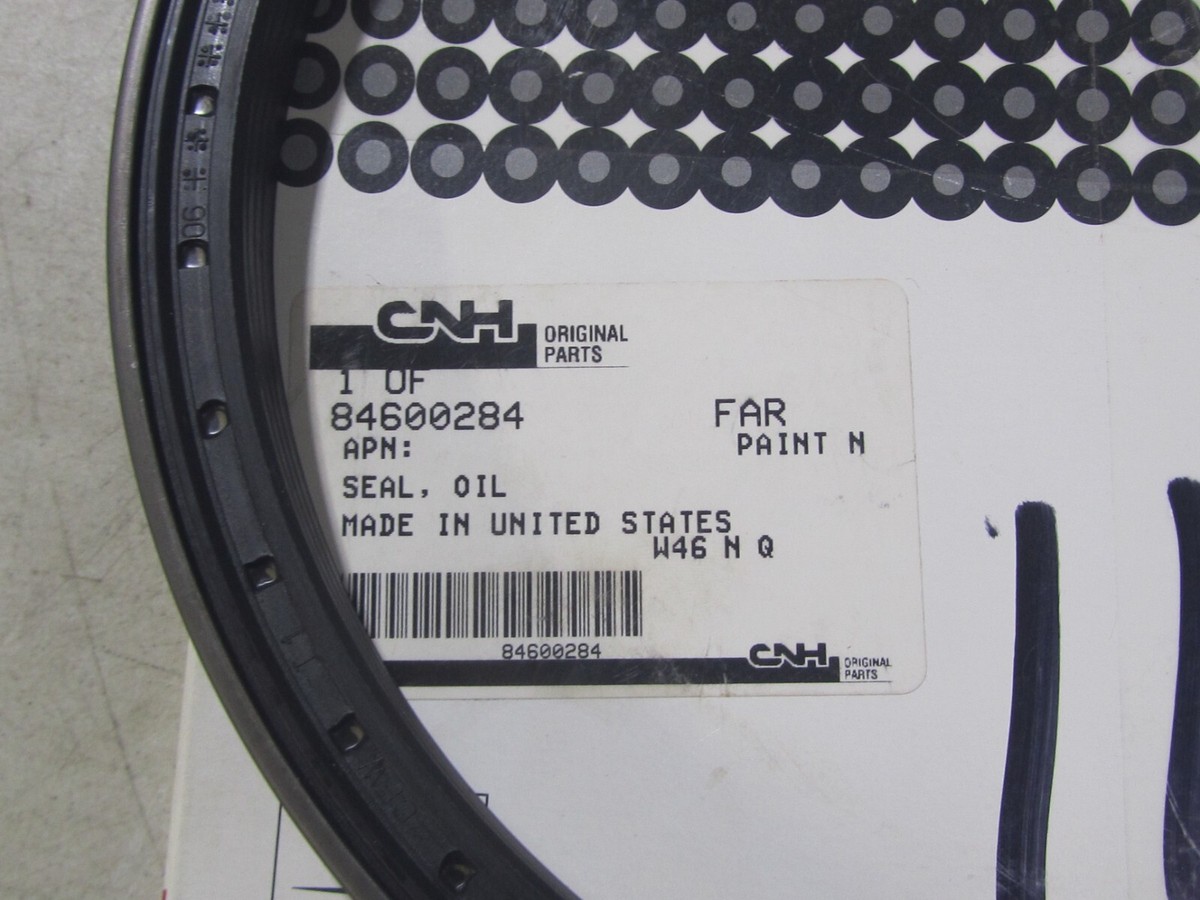 CNH ORIGINAL
PARTS
1 OF
84600284 FAR
APN: PAINT N
SEAL, OIL
MADE IN UNITED STATES
W46 N Q
84600284
CNH ORIGINAL
PARTS
06